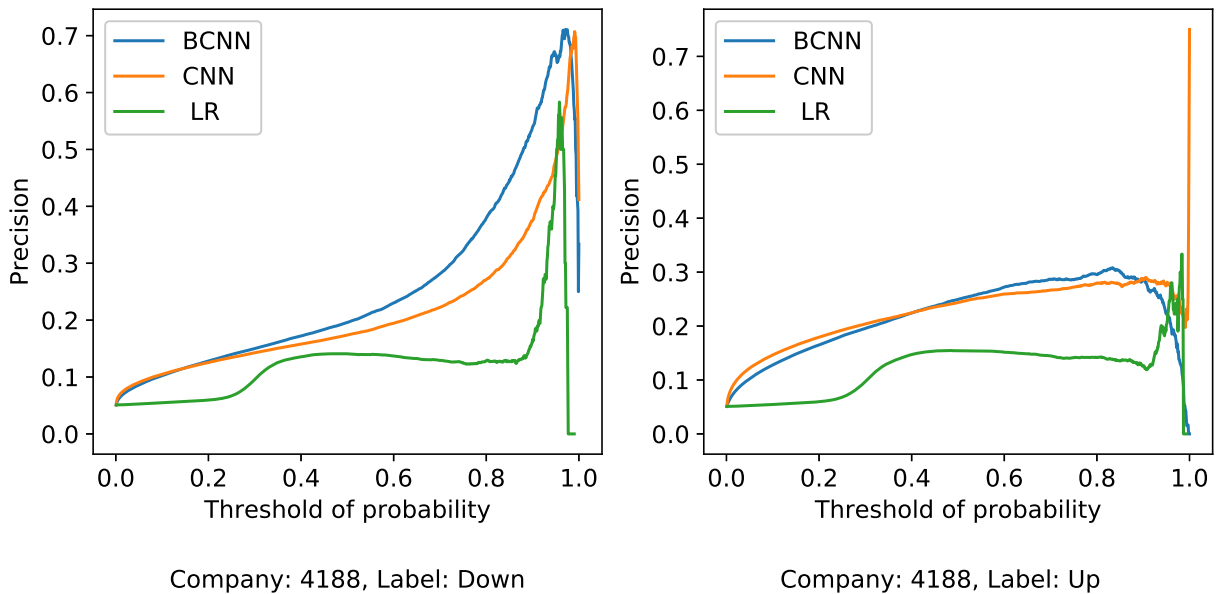 BCNN
CNN
LR
0.7
0.6
0.5
0.4
0.3
0.2
0.1
0.0
Precision
0.0 0.2 0.4 0.6 0.8 1.0
Threshold of probability
Company: 4188, Label: Down
BCNN
CNN
LR
0.7
0.6
0.5
0.4
0.3
0.2
0.1
0.0
Precision
0.0 0.2 0.4 0.6 0.8 1.0
Threshold of probability
Company: 4188, Label: Up